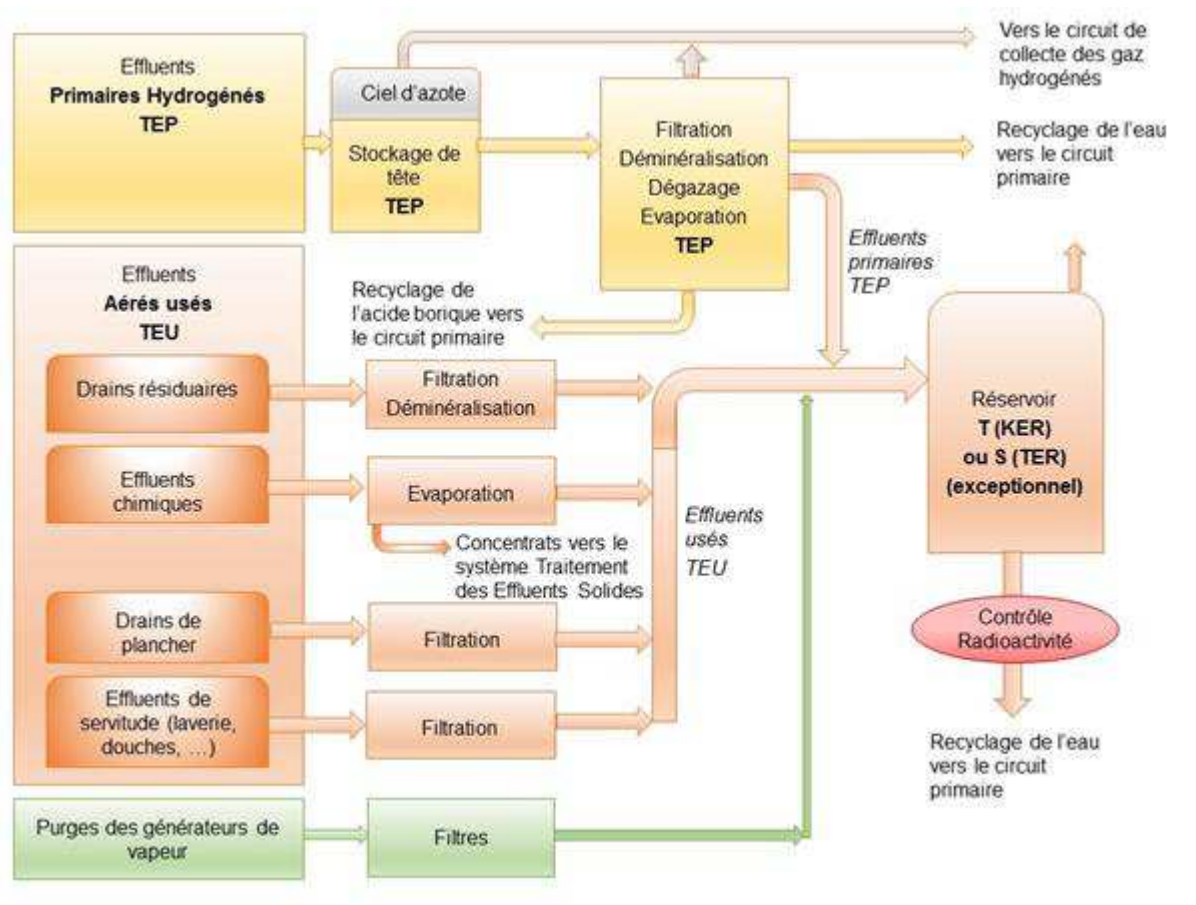 Effluents
Primaires Hydrogénés
TEP
Ciel d'azote
Stockage de
tête
TEP
Filtration
Déminéralisation
Dégazage
Evaporation
TEP
Vers le circuit de
collecte des gaz
hydrogénés
Recyclage de l'eau
vers le circuit
primaire
Effluents
primaires
TEP
Recyclage de
l'acide borique vers
le circuit primaire
Effluents
Aérés usés
TEU
Drains résiduaires
Filtration
Déminéralisation
Effluents
chimiques
Evaporation
Concentrats vers le
système Traitement
des Effluents Solides
Effluents
usés
TEU
Drains de
plancher
Filtration
Effluents de
servitude (laverie,
douches, …)
Filtration
Purges des générateurs de
vapeur
Filtres
Réservoir
T (KER)
ou S (TER)
(exceptionnel)
Contrôle
Radioactivité
Recyclage de l'eau
vers le circuit
primaire